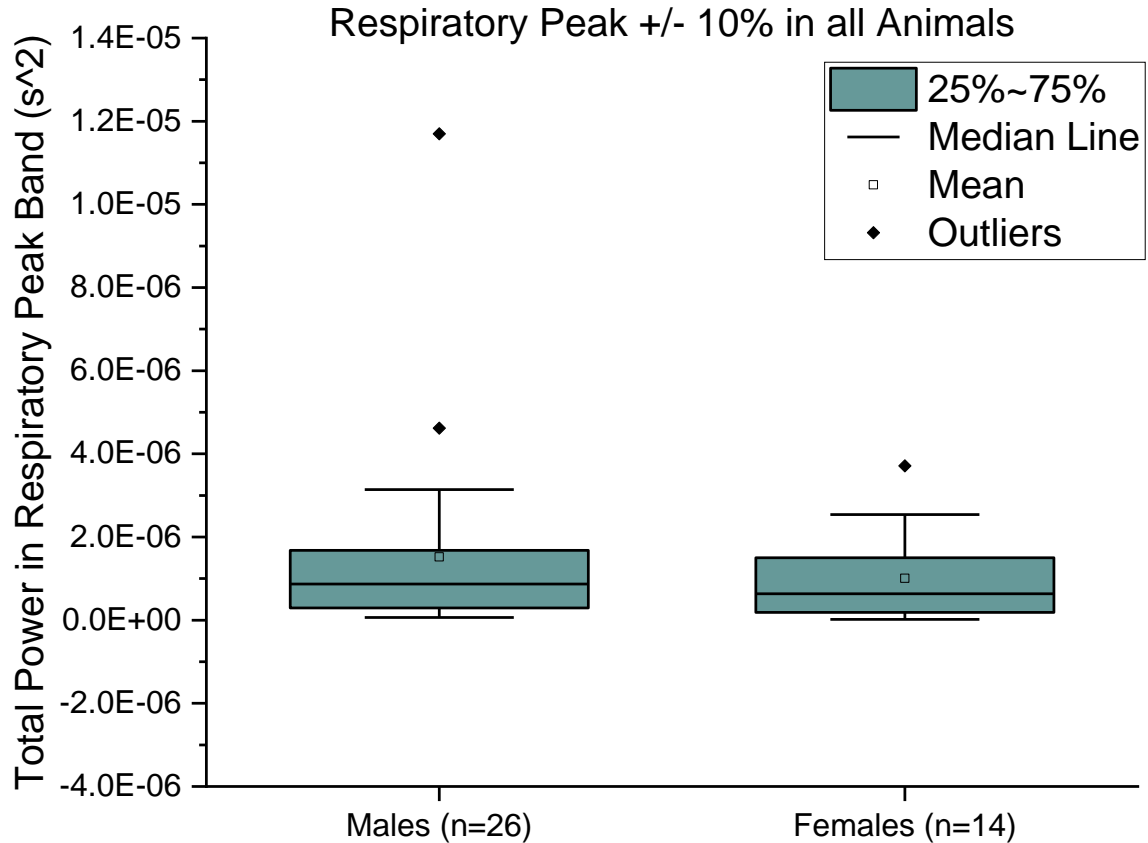 Respiratory Peak +/- 10% in all Animals
Total Power in Respiratory Peak Band (s^2)
1.4E-05
1.2E-05
1.0E-05
8.0E-06
6.0E-06
4.0E-06
2.0E-06
0.0E+00
-2.0E-06
-4.0E-06
25%~75%
Median Line
Mean
Outliers
Males (n=26)
Females (n=14)